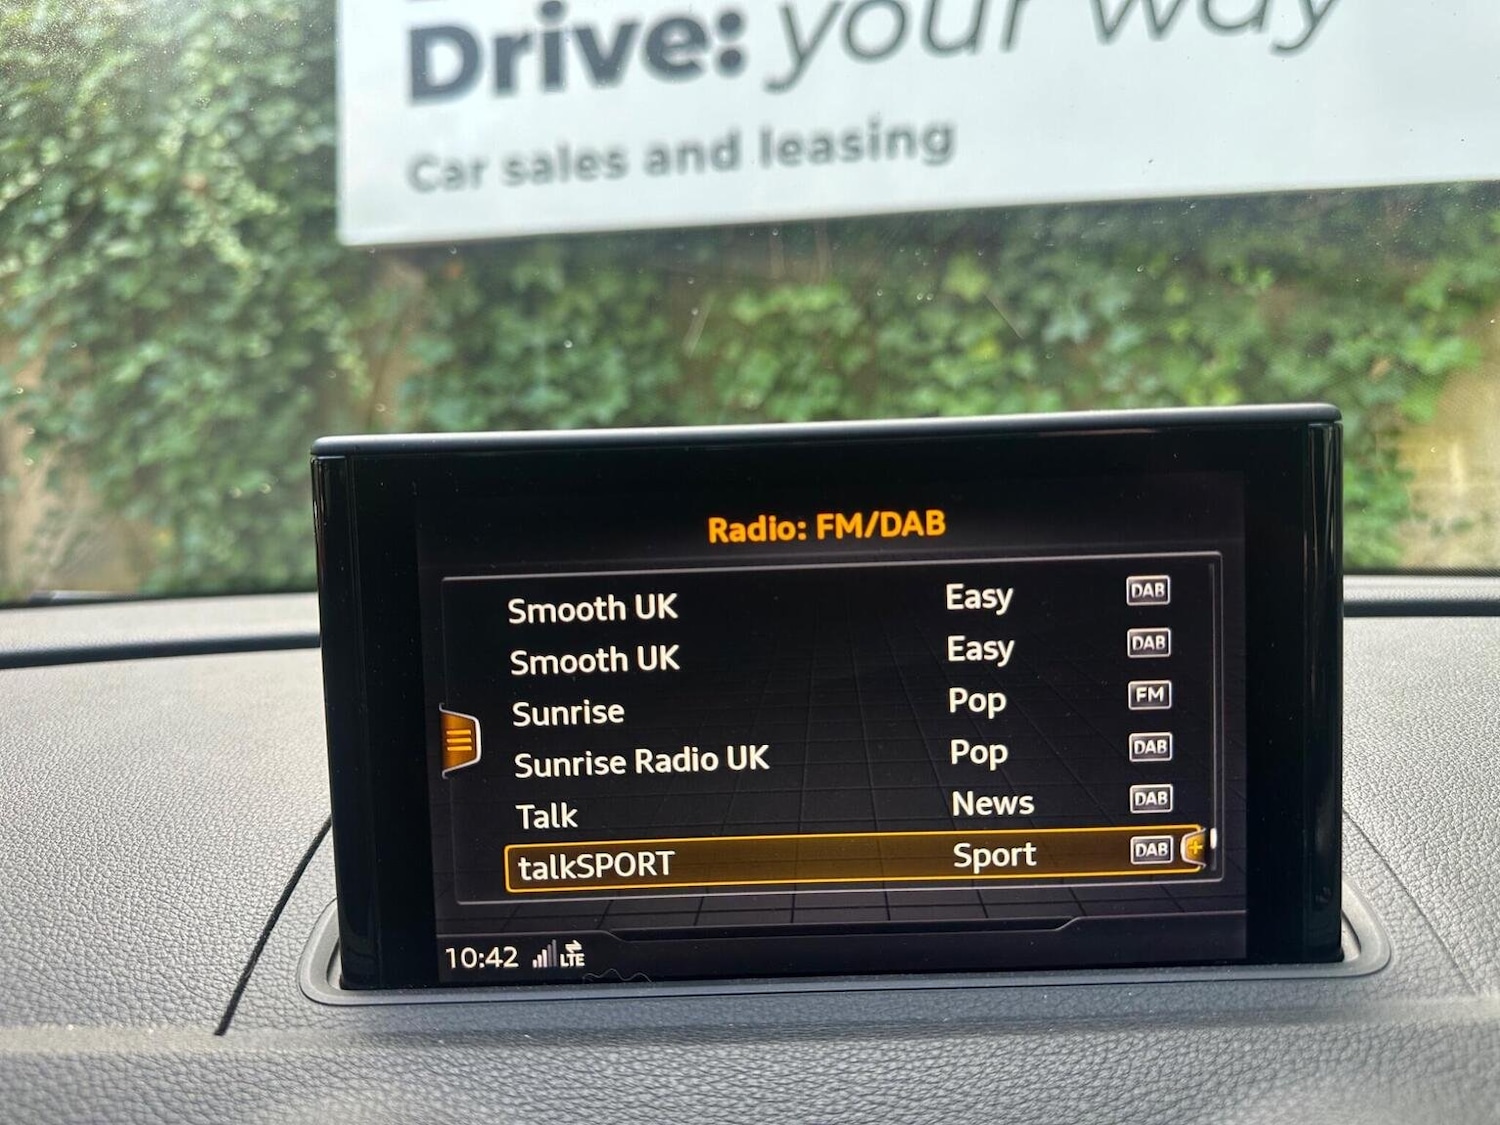 Drive: your way
Car sales and leasing
Radio: FM/DAB
Smooth UK Easy DAB
Smooth UK Easy DAB
Sunrise Pop FM
Sunrise Radio UK Pop DAB
Talk News DAB
talkSPORT Sport DAB
10:42 LTE